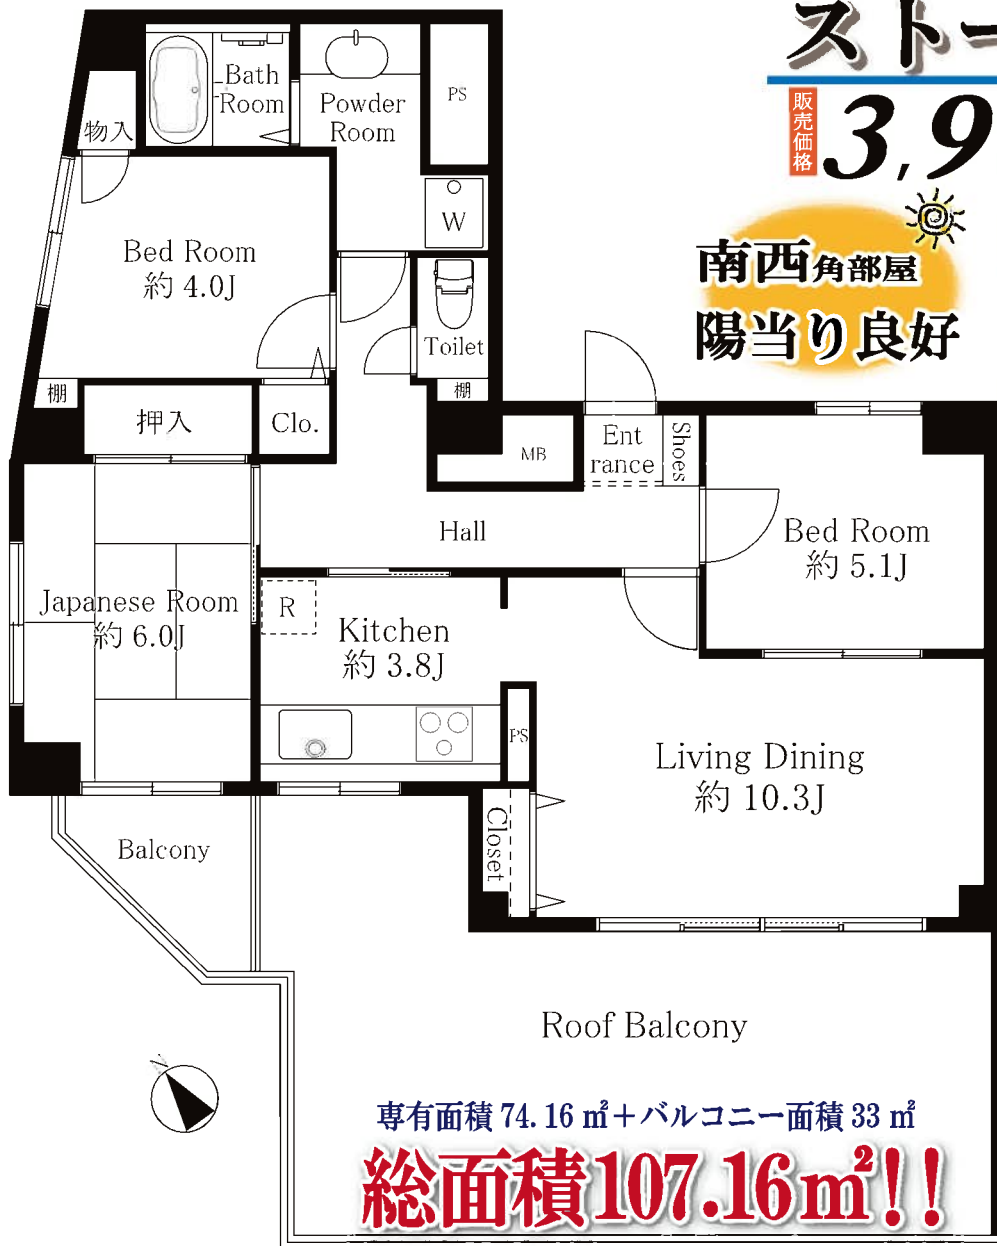 スト
販売価格
3,9
南西角部屋
陽当り良好
Bath
Room
Powder
Room
PS
物入
W
Bed Room
約 4.0J
Toilet
棚
棚
押入
Clo.
MB
Ent
rance
Shoes
Hall
Bed Room
約 5.1J
Japanese Room
約 6.0J
R
Kitchen
約 3.8J
PS
Living Dining
約 10.3J
Closet
Balcony
Roof Balcony
N
専有面積 74.16 ㎡＋バルコニー面積 33 ㎡
総面積107.16㎡!!